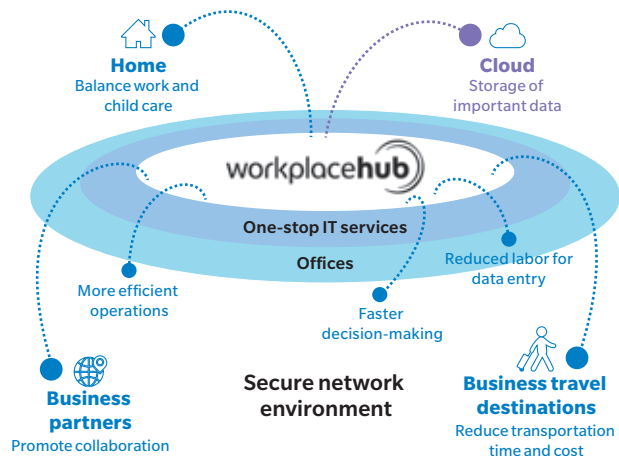 Home
Balance work and
child care
Cloud
Storage of
important data
workplacehub
One-stop IT services
Offices
More efficient
operations
Faster
decision-making
Reduced labor for
data entry
Business
partners
Promote collaboration
Secure network
environment
Business travel
destinations
Reduce transportation
time and cost